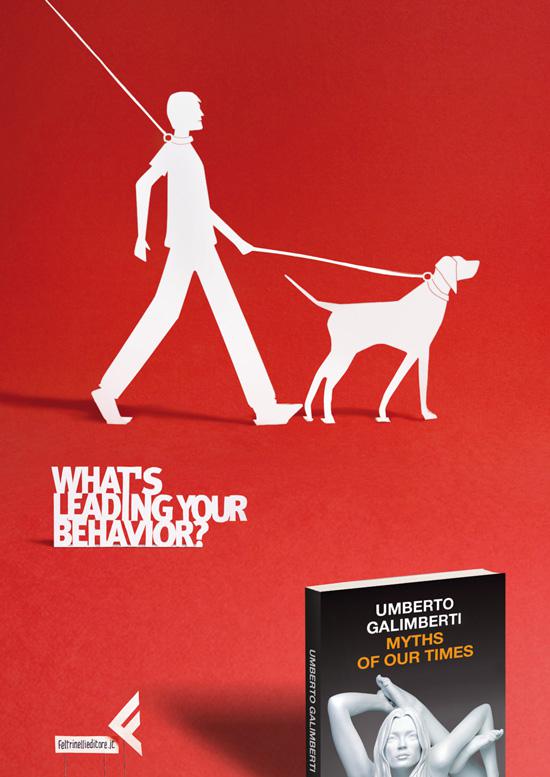 WHAT'S
LEADING YOUR
BEHAVIOR?
UMBERTO
GALIMBERTI
MYTHS
OF OUR TIMES
UMBERTO GALIMBERTI
feltrinellieditore.it